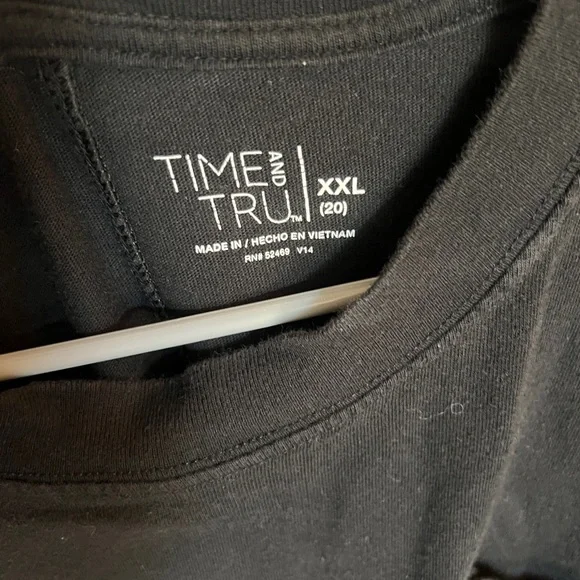 TIME AND
TRU™
XXL
(20)
MADE IN / HECHO EN VIETNAM
RN# 52469 V14